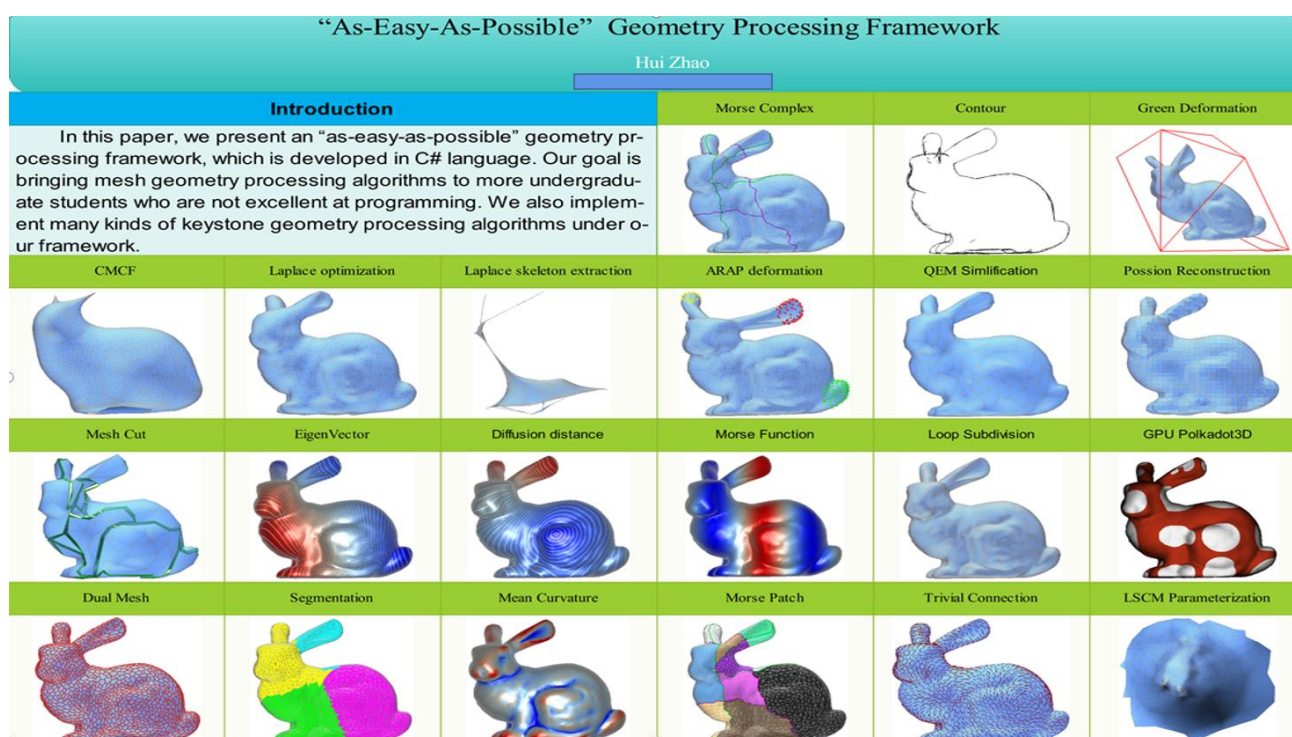 “As-Easy-As-Possible” Geometry Processing Framework
Hui Zhao
Introduction
In this paper, we present an “as-easy-as-possible” geometry pr-
ocessing framework, which is developed in C# language. Our goal is
bringing mesh geometry processing algorithms to more undergradu-
ate students who are not excellent at programming. We also implem-
ent many kinds of keystone geometry processing algorithms under o-
ur framework.
Morse Complex
Contour
Green Deformation
CMCF
Laplace optimization
Laplace skeleton extraction
ARAP deformation
QEM Simlification
Possion Reconstruction
Mesh Cut
EigenVector
Diffusion distance
Morse Function
Loop Subdivision
GPU Polkadot3D
Dual Mesh
Segmentation
Mean Curvature
Morse Patch
Trivial Connection
LSCM Parameterization